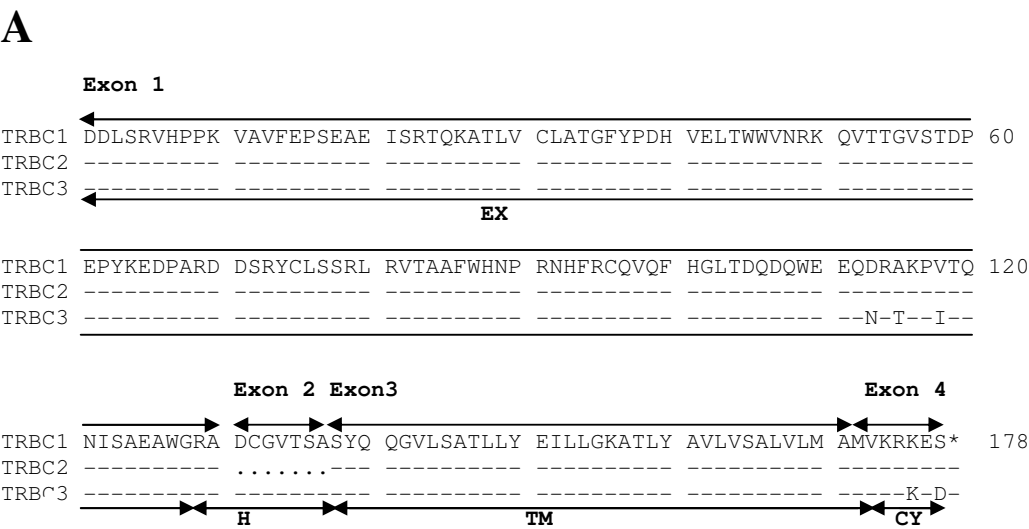 A
Exon 1
TRBC1 DDLSRVHPPK VAVFEPSEAE ISRTQKATLV CLATGFYPDH VELTWWVNRK QVTTGVSTDP 60
TRBC2 ---------- ---------- ---------- ---------- ---------- ----------
TRBC3 ---------- ---------- ---------- ---------- ---------- ----------
EX
TRBC1 EPYKEDPARD DSRYCLSSRL RVTAAFWHNP RNHFRCQVQF HGLTDQDQWE EQDRAKPVTQ 120
TRBC2 ---------- ---------- ---------- ---------- ---------- ----------
TRBC3 ---------- ---------- ---------- ---------- ---------- --N-T--I--
Exon 2 Exon3 Exon 4
TRBC1 NISAEAWGRA DCGVTSASYQ QGVLSATLLY EILLGKATLY AVLVSALVLM AMVKRKES* 178
TRBC2 ---------- .......--- ---------- ---------- ---------- ---------
TRBC3 ---------- ---------- ---------- ---------- ---------- -----K-D-
H TM CY